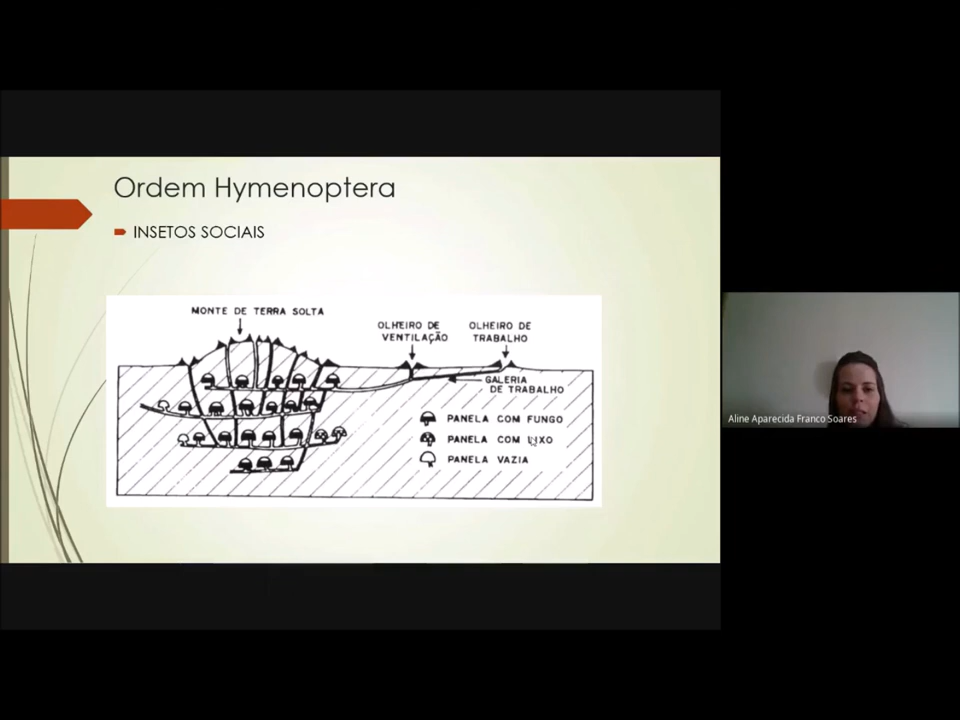 Ordem Hymenoptera
INSETOS SOCIAIS
MONTE DE TERRA SOLTA
OLHEIRO DE
VENTILAÇÃO
OLHEIRO DE
TRABALHO
GALERIA
DE TRABALHO
PANELA COM FUNGO
PANELA COM LIXO
PANELA VAZIA
Aline Aparecida Franco Soares